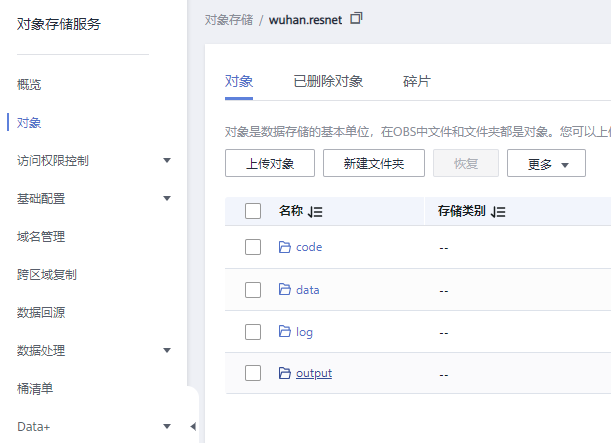 对象存储服务
概览
对象
访问权限控制
基础配置
域名管理
跨区域复制
数据回源
数据处理
桶清单
Data+
对象存储 / wuhan.resnet
对象 已删除对象 碎片
对象是数据存储的基本单位，在OBS中文件和文件夹都是对象。您可以上
上传对象 新建文件夹 恢复 更多
名称 存储类别
code --
data --
log --
output --